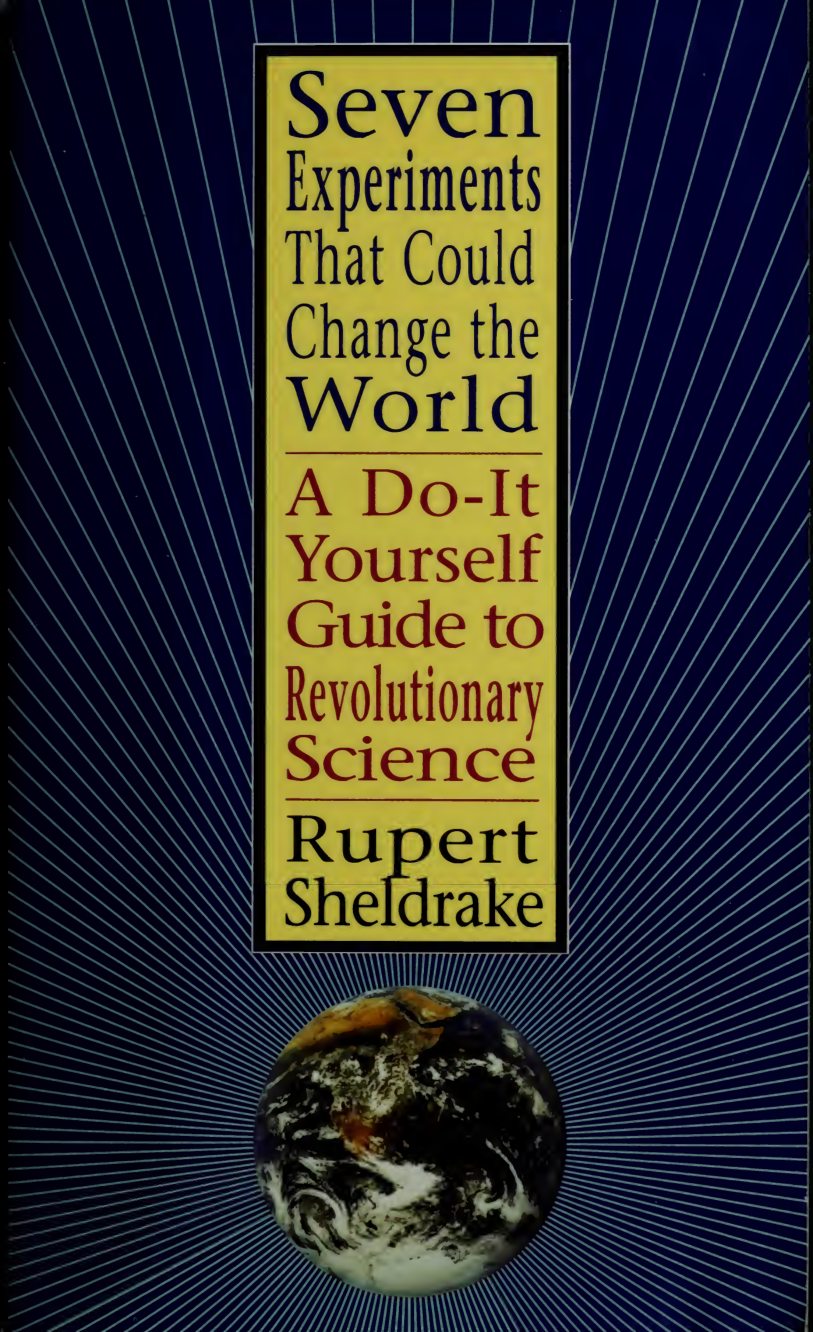 Seven
Experiments
That Could
Change the
World
A Do-It
Yourself
Guide to
Revolutionary
Science
Rupert
Sheldrake